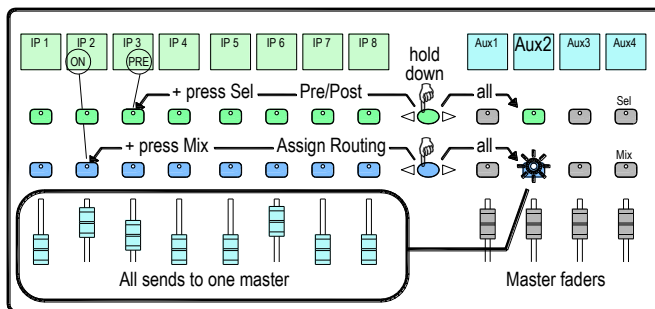 IP 1 IP 2 IP 3 IP 4 IP 5 IP 6 IP 7 IP 8 Aux1 Aux2 Aux3 Aux4
ON PRE
hold
down
+ press Sel Pre/Post all Sel
+ press Mix Assign Routing all Mix
All sends to one master Master faders